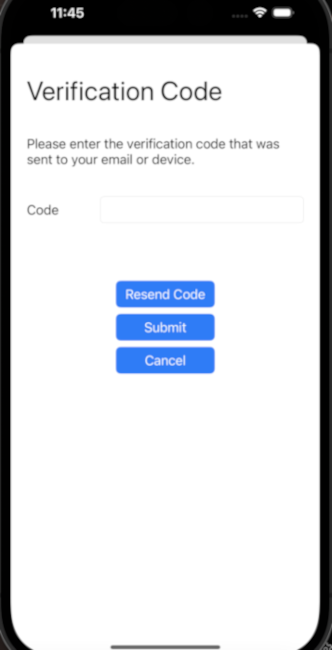 11:45
Verification Code
Please enter the verification code that was
sent to your email or device.
Code
Resend Code
Submit
Cancel